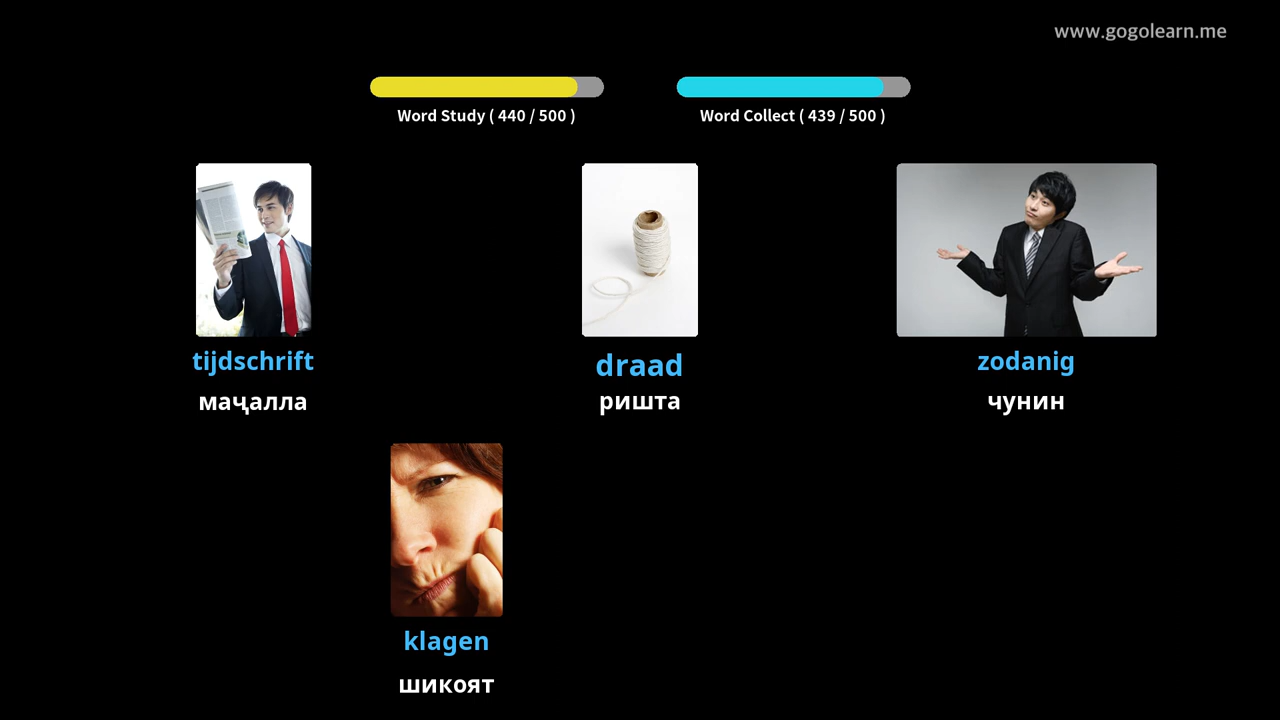 www.gogolearn.me
Word Study ( 440 / 500 )
Word Collect ( 439 / 500 )
tijdschrift
маҷалла
draad
ришта
zodanig
чунин
klagen
шикоят